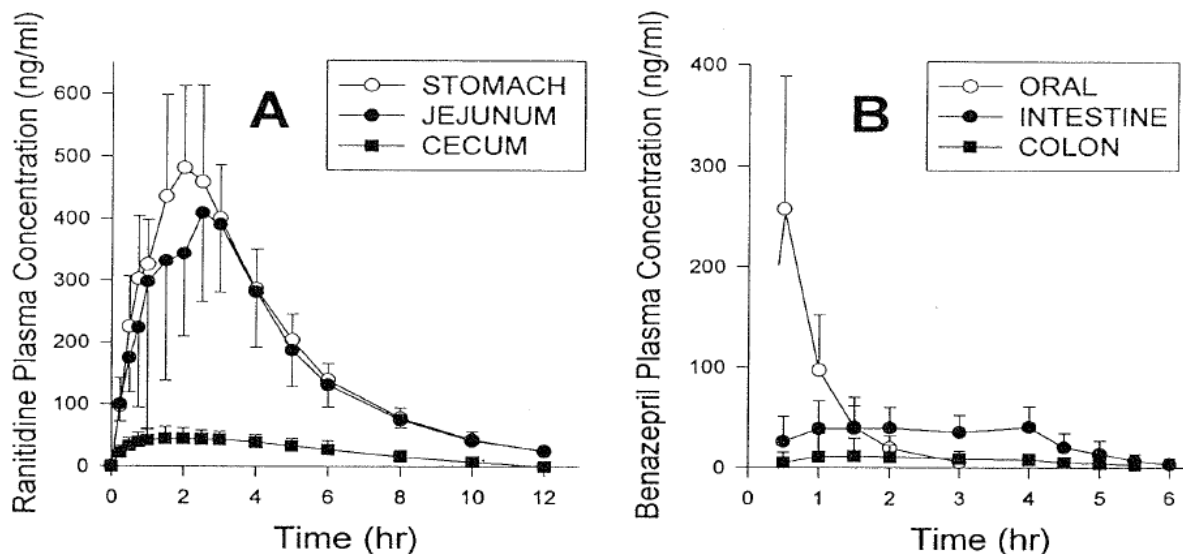 Ranitidine Plasma Concentration (ng/ml)
600
500
400
300
200
100
0
A
STOMACH
JEJUNUM
CECUM
0 2 4 6 8 10 12
Time (hr)
Benazepril Plasma Concentration (ng/ml)
400
300
200
100
0
B
ORAL
INTESTINE
COLON
0 1 2 3 4 5 6
Time (hr)